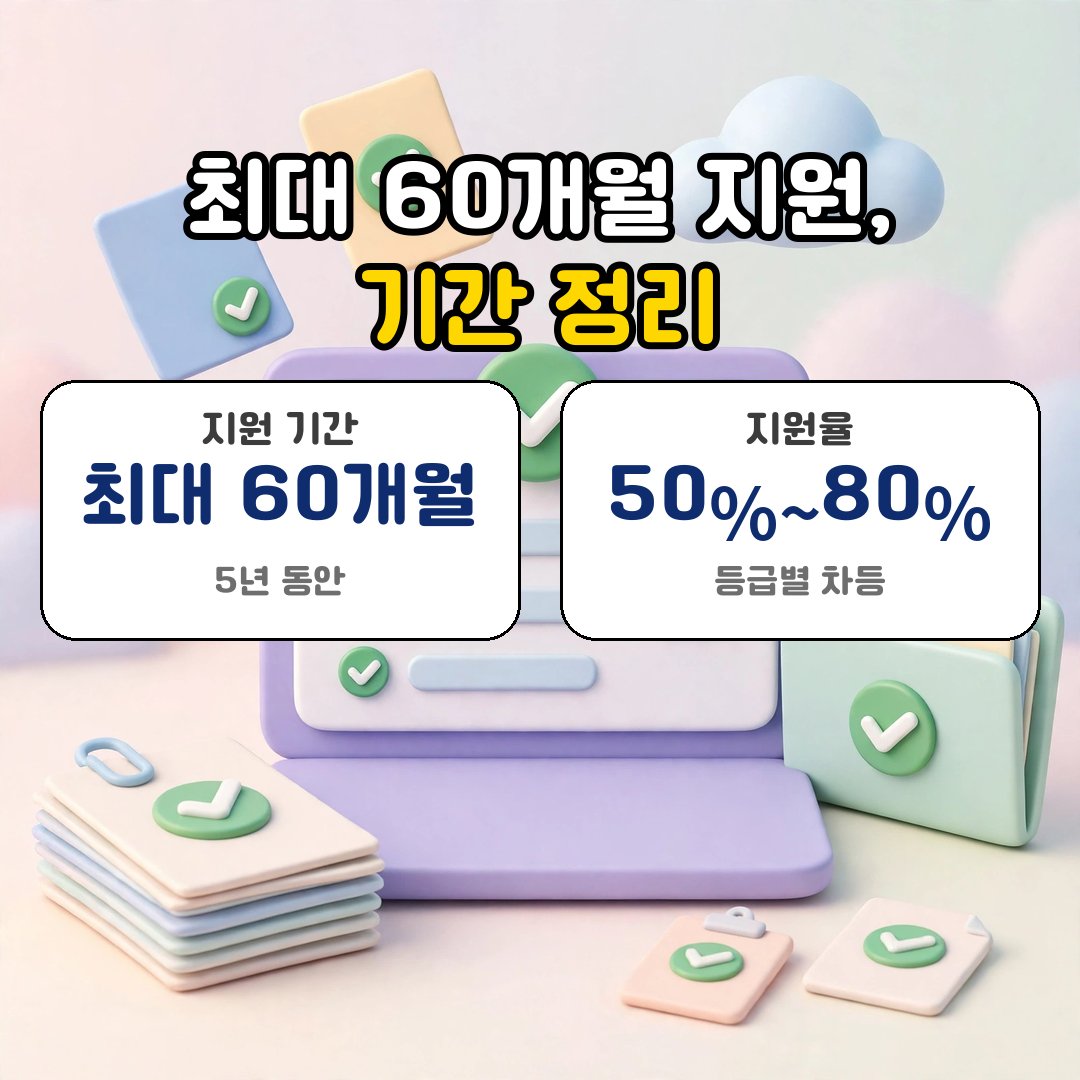 최대 60개월 지원,
기간 정리
지원 기간
최대 60개월
5년 동안
지원율
50%~80%
등급별 차등